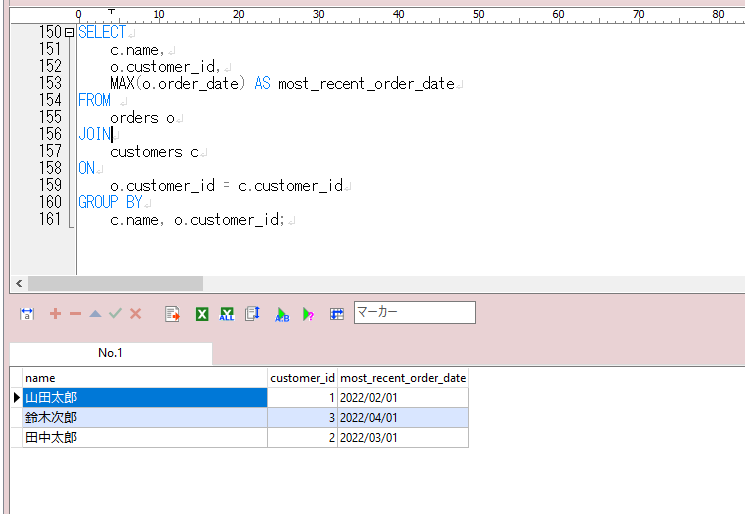 0 10 20 30 40 50 60 70 80
150 SELECT
151 c.name,
152 o.customer_id,
153 MAX(o.order_date) AS most_recent_order_date
154 FROM
155 orders o
156 JOIN
157 customers c
158 ON
159 o.customer_id = c.customer_id
160 GROUP BY
161 c.name, o.customer_id;
a ALL A:B ? マーカー
No.1
name customer_id most_recent_order_date
山田太郎 1 2022/02/01
鈴木次郎 3 2022/04/01
田中太郎 2 2022/03/01